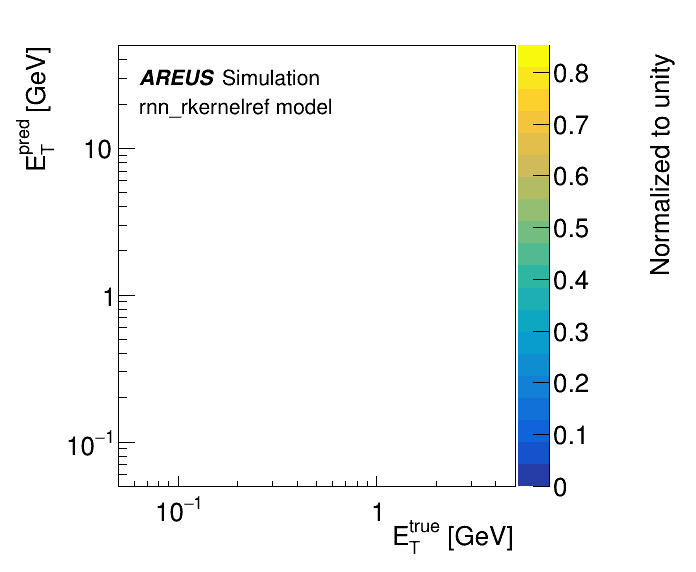 AREUS Simulation
rnn_rkernelref model
E_T^pred [GeV]
10
1
10⁻¹
10⁻¹
1
E_T^true [GeV]
0.8
0.7
0.6
0.5
0.4
0.3
0.2
0.1
0
Normalized to unity